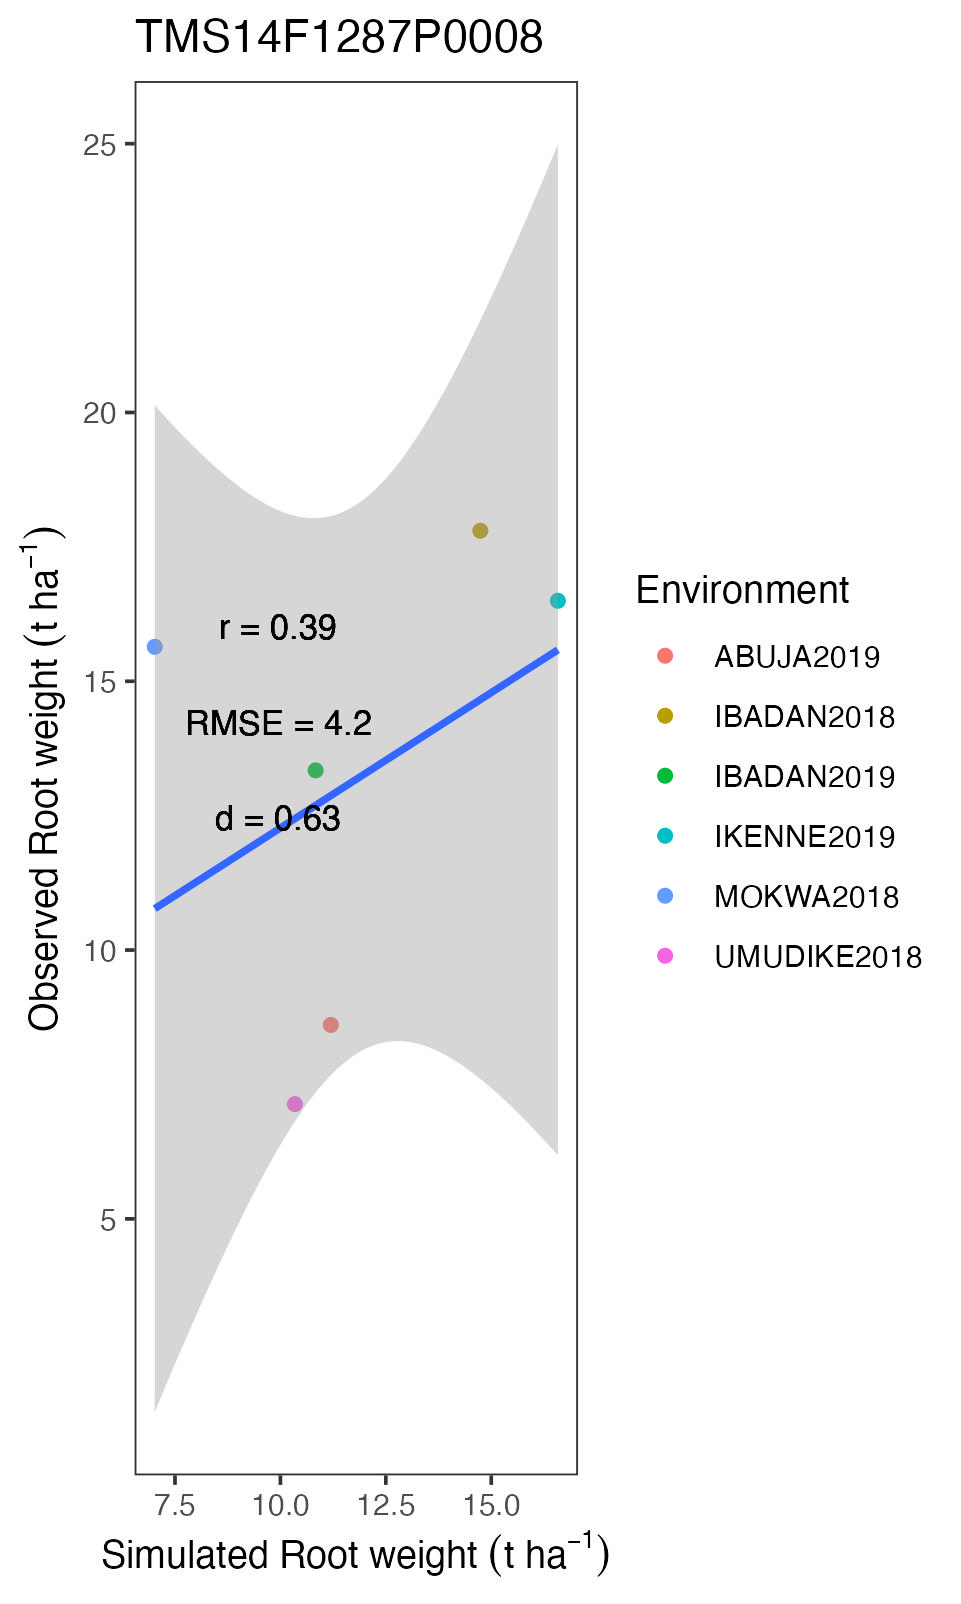 TMS14F1287P0008
Observed Root weight (t ha⁻¹)
25
20
15
10
5
r = 0.39
RMSE = 4.2
d = 0.63
7.5 10.0 12.5 15.0
Simulated Root weight (t ha⁻¹)
Environment
ABUJA2019
IBADAN2018
IBADAN2019
IKENNE2019
MOKWA2018
UMUDIKE2018